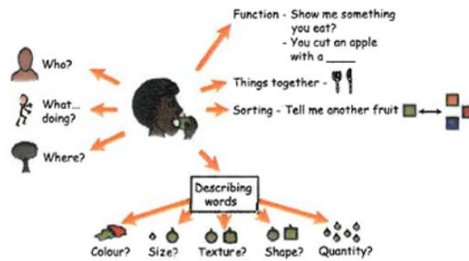 Function - Show me something
you eat?
- You cut an apple
with a ____
Who?
Things together -
What...
doing?
Sorting - Tell me another fruit
Where?
Describing
words
Colour? Size? Texture? Shape? Quantity?